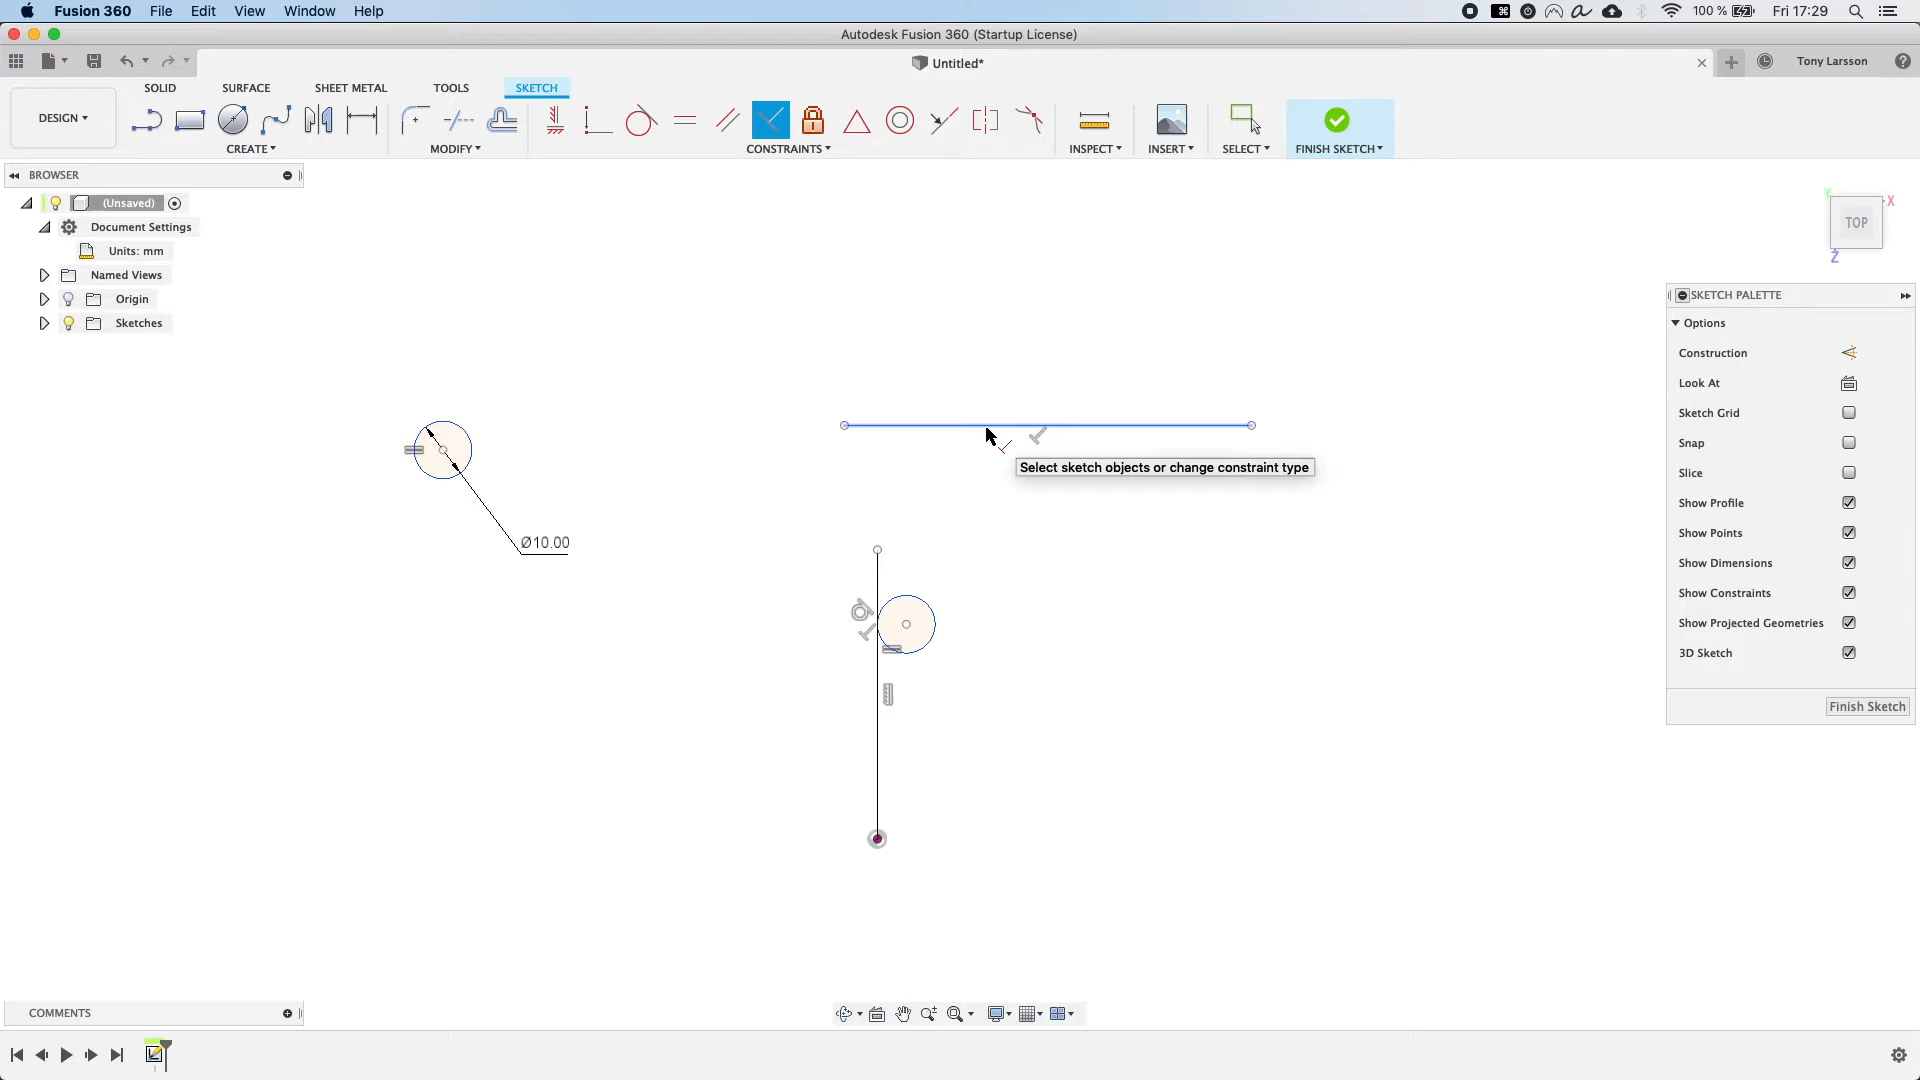 Fusion 360 File Edit View Window Help 100 % Fri 17:29
Autodesk Fusion 360 (Startup License)
Untitled* Tony Larsson
SOLID SURFACE SHEET METAL TOOLS SKETCH
DESIGN
CREATE MODIFY CONSTRAINTS INSPECT INSERT SELECT FINISH SKETCH
BROWSER
(Unsaved)
Document Settings
Units: mm
Named Views
Origin
Sketches
Y X
TOP
Z
SKETCH PALETTE
Options
Construction
Look At
Sketch Grid
Snap
Slice
Show Profile
Show Points
Show Dimensions
Show Constraints
Show Projected Geometries
3D Sketch
Finish Sketch
Select sketch objects or change constraint type
Ø10.00
COMMENTS